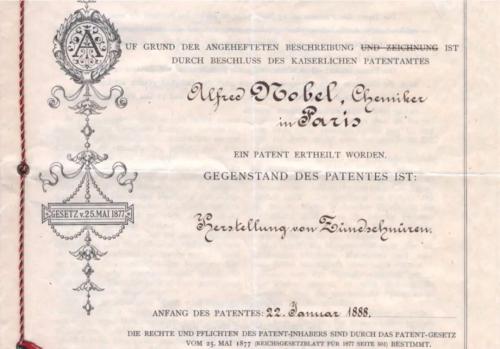 AUF GRUND DER ANGEHEFTETEN BESCHREIBUNG UND ZEICHNUNG IST
DURCH BESCHLUSS DES KAISERLICHEN PATENTAMTES
Alfred Nobel, Chemiker
in Paris
EIN PATENT ERTHEILT WORDEN.
GEGENSTAND DES PATENTES IST:
GESETZ v. 25. MAI 1877
Herstellung von Zündschnüren.
ANFANG DES PATENTES: 22. Januar 1888.
DIE RECHTE UND PFLICHTEN DES PATENT-INHABERS SIND DURCH DAS PATENT-GESETZ
VOM 25. MAI 1877 (REICHSGESETZBLATT FÜR 1877 SEITE 501) BESTIMMT.